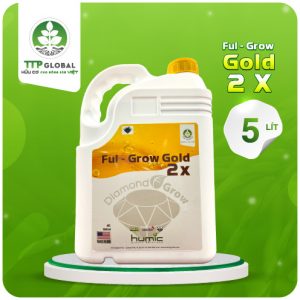 TTP GLOBAL
HỮU CƠ CHO NÔNG SẢN VIỆT
Ful - Grow
Gold
2 X
5 LÍT
Ful - Grow Gold
2x
Diamond Grow
humic